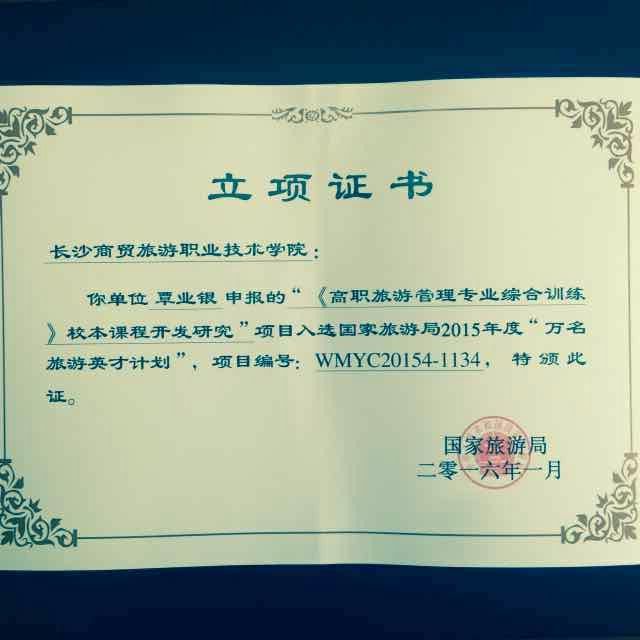 立项证书
长沙商贸旅游职业技术学院：
你单位 覃业银 申报的“《高职旅游管理专业综合训练
》校本课程开发研究”项目入选国家旅游局2015年度“万名
旅游英才计划”，项目编号：WMYC20154-1134，特颁此
证。
国家旅游局
二零一六年一月